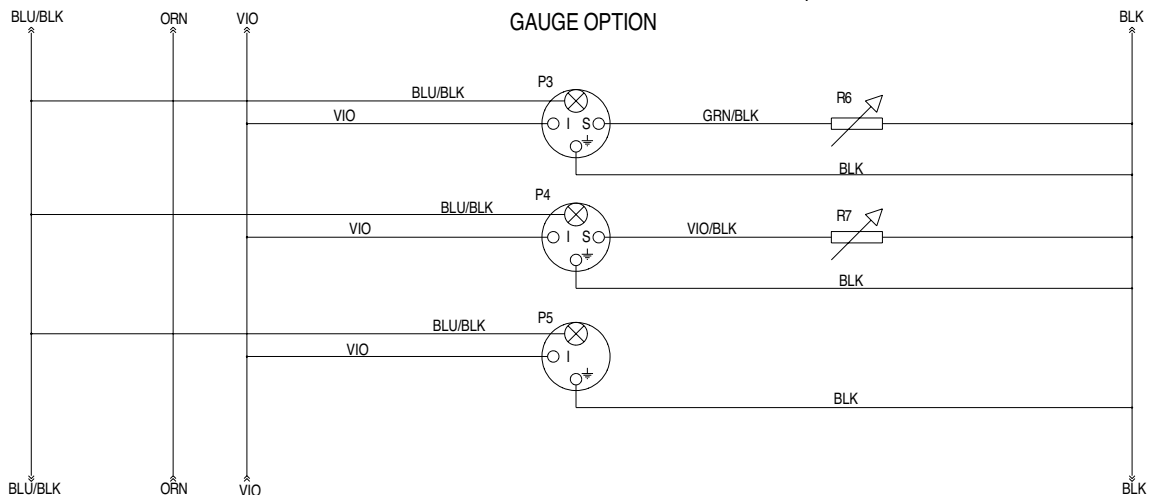 BLU/BLK ORN VIO GAUGE OPTION BLK
P3
BLU/BLK R6
VIO I S GRN/BLK
BLK
P4
BLU/BLK R7
VIO I S VIO/BLK
BLK
P5
BLU/BLK
VIO I
BLK
BLU/BLK ORN VIO BLK